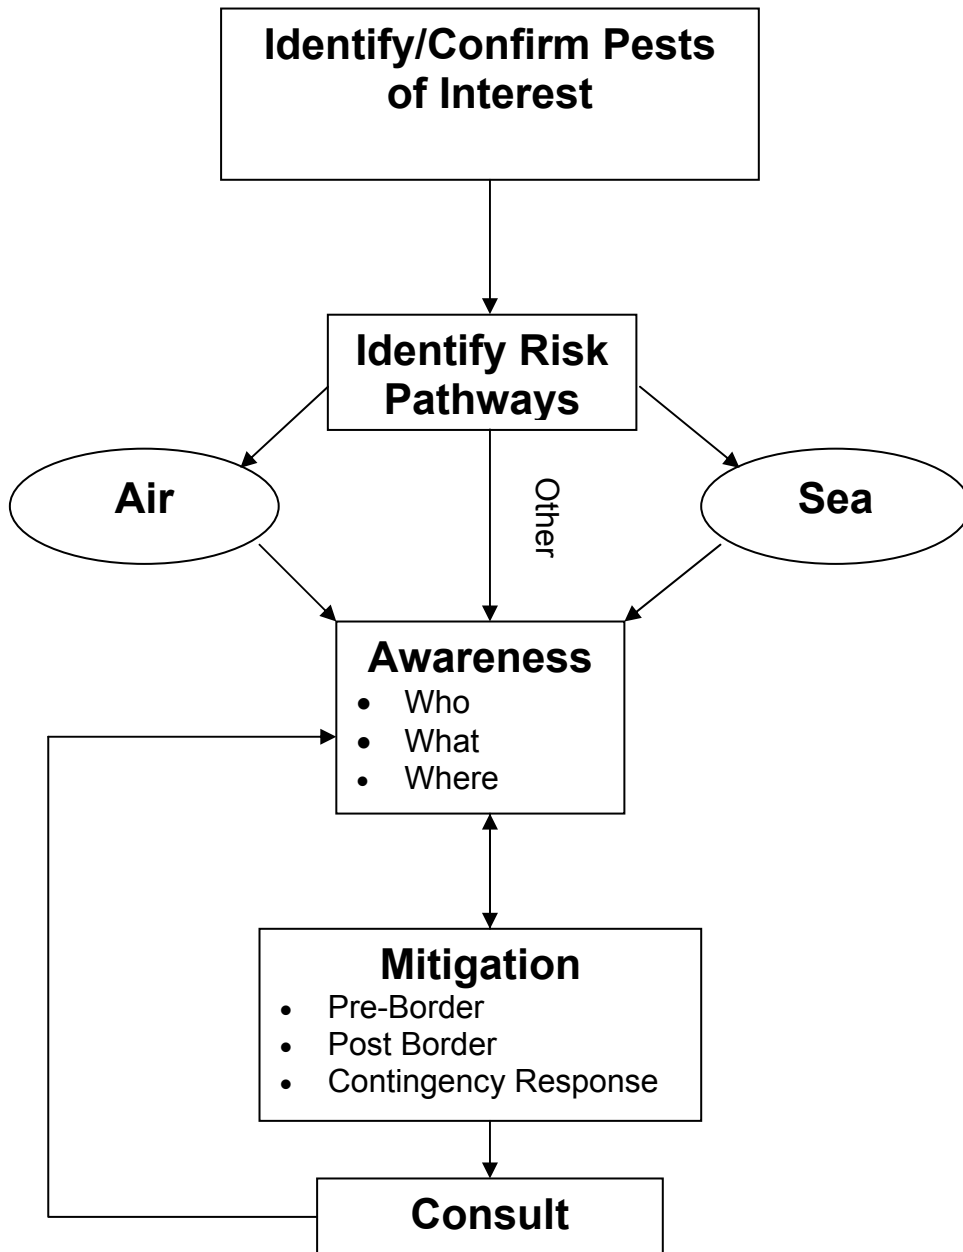 Identify/Confirm Pests
of Interest
Identify Risk
Pathways
Air
Other
Sea
Awareness
• Who
• What
• Where
Mitigation
• Pre-Border
• Post Border
• Contingency Response
Consult